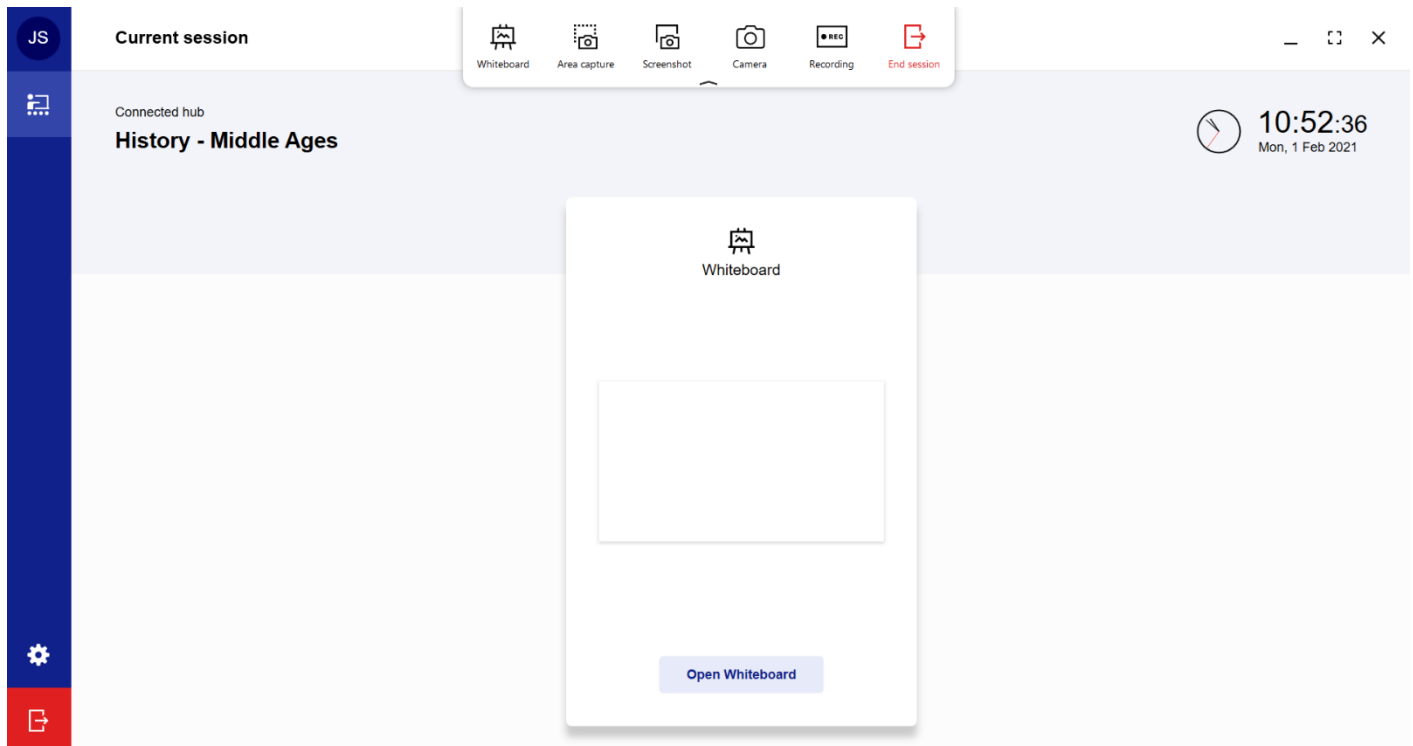 JS
Current session
Whiteboard
Area capture
Screenshot
Camera
REC
Recording
End session
Connected hub
History - Middle Ages
10:52:36
Mon, 1 Feb 2021
Whiteboard
Open Whiteboard